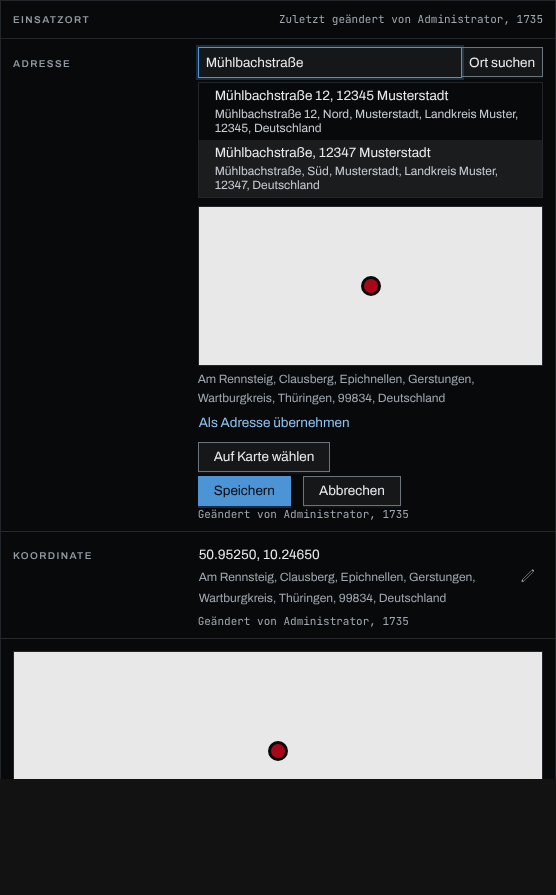 EINSATZORT
Zuletzt geändert von Administrator, 1735
ADRESSE
Mühlbachstraße
Ort suchen
Mühlbachstraße 12, 12345 Musterstadt
Mühlbachstraße 12, Nord, Musterstadt, Landkreis Muster,
12345, Deutschland
Mühlbachstraße, 12347 Musterstadt
Mühlbachstraße, Süd, Musterstadt, Landkreis Muster,
12347, Deutschland
Am Rennsteig, Clausberg, Epichnellen, Gerstungen,
Wartburgkreis, Thüringen, 99834, Deutschland
Als Adresse übernehmen
Auf Karte wählen
Speichern
Abbrechen
Geändert von Administrator, 1735
KOORDINATE
50.95250, 10.24650
Am Rennsteig, Clausberg, Epichnellen, Gerstungen,
Wartburgkreis, Thüringen, 99834, Deutschland
Geändert von Administrator, 1735